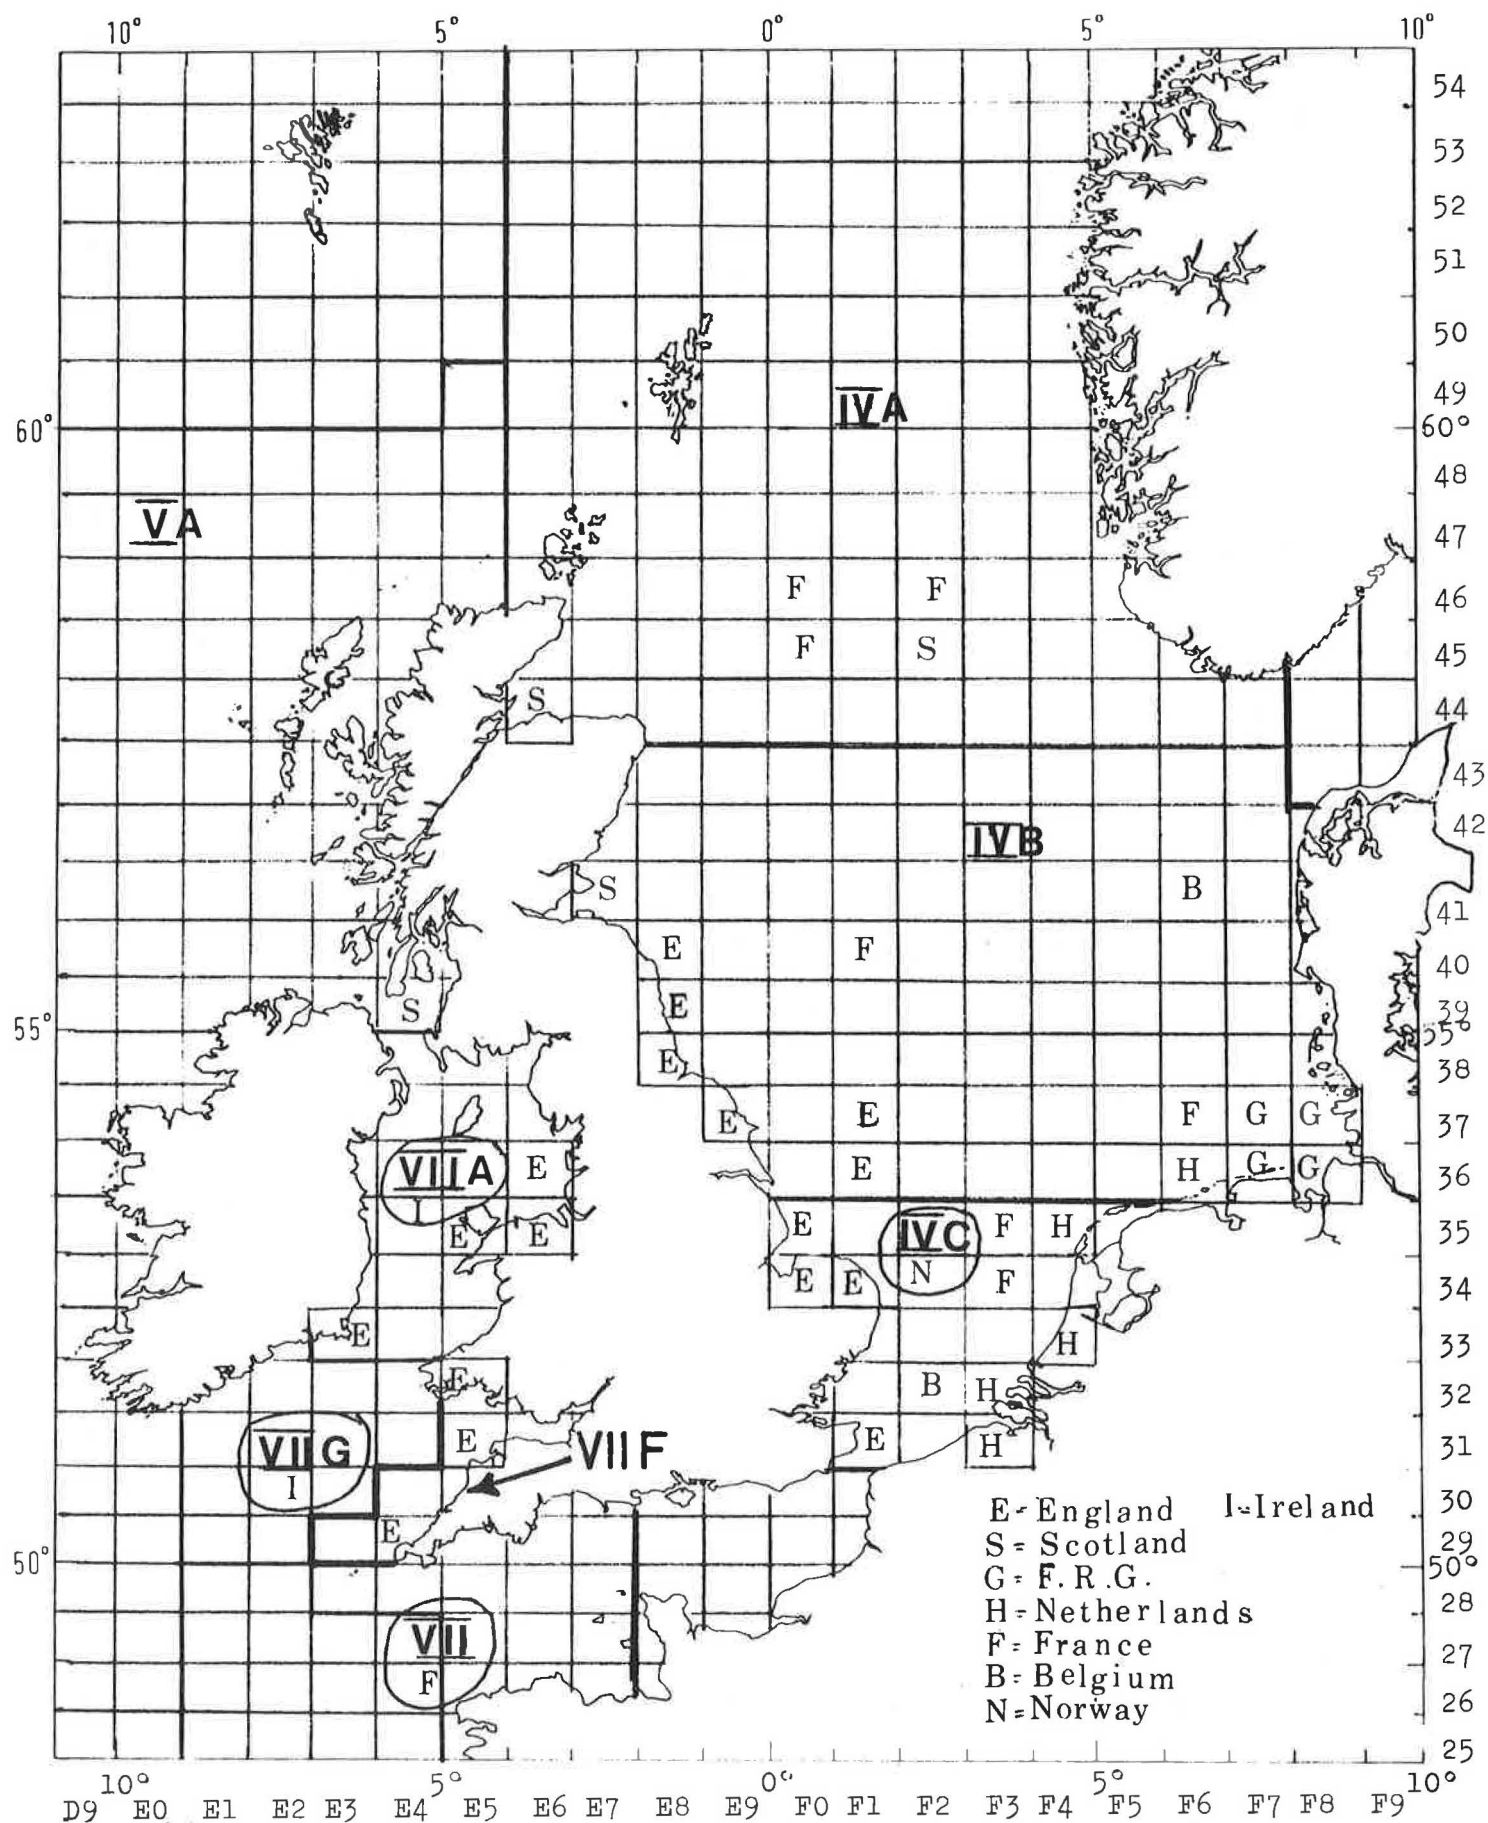 10° 5° 0° 5° 10°
54
53
52
51
50
IVA 49
60° 60°
48
VA 47
F F 46
F S 45
S 44
43
IVB 42
S B 41
E F 40
S E 39
55° 55°
E 38
E E F G G 37
VIIA E E H G G 36
I E E E IVC F H 35
E E N F 34
E H 33
E B H 32
VIIG E VIIF E H 31
I E-England I-Ireland 30
E S=Scotland 29
50° 50°
G=F.R.G.
H=Netherlands 28
VII F=France 27
F B=Belgium 26
N=Norway
25
10° 5° 0° 5° 10°
D9 E0 E1 E2 E3 E4 E5 E6 E7 E8 E9 F0 F1 F2 F3 F4 F5 F6 F7 F8 F9